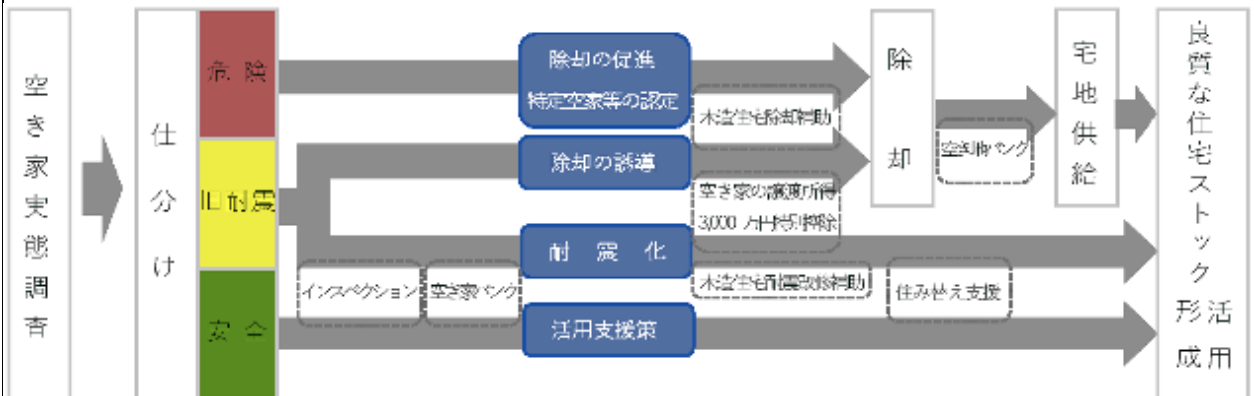 空き家実態調査
仕分け
危険
旧耐震
安全
除却の促進
特定空家等の認定
除却の誘導
耐震化
活用支援策
木造住宅除却補助
空き家の譲渡所得
3,000 万円特別控除
インスペクション
空き家バンク
木造住宅耐震改修補助
住み替え支援
除却
空却地バンク
宅地供給
良質な住宅ストック
形成
活用